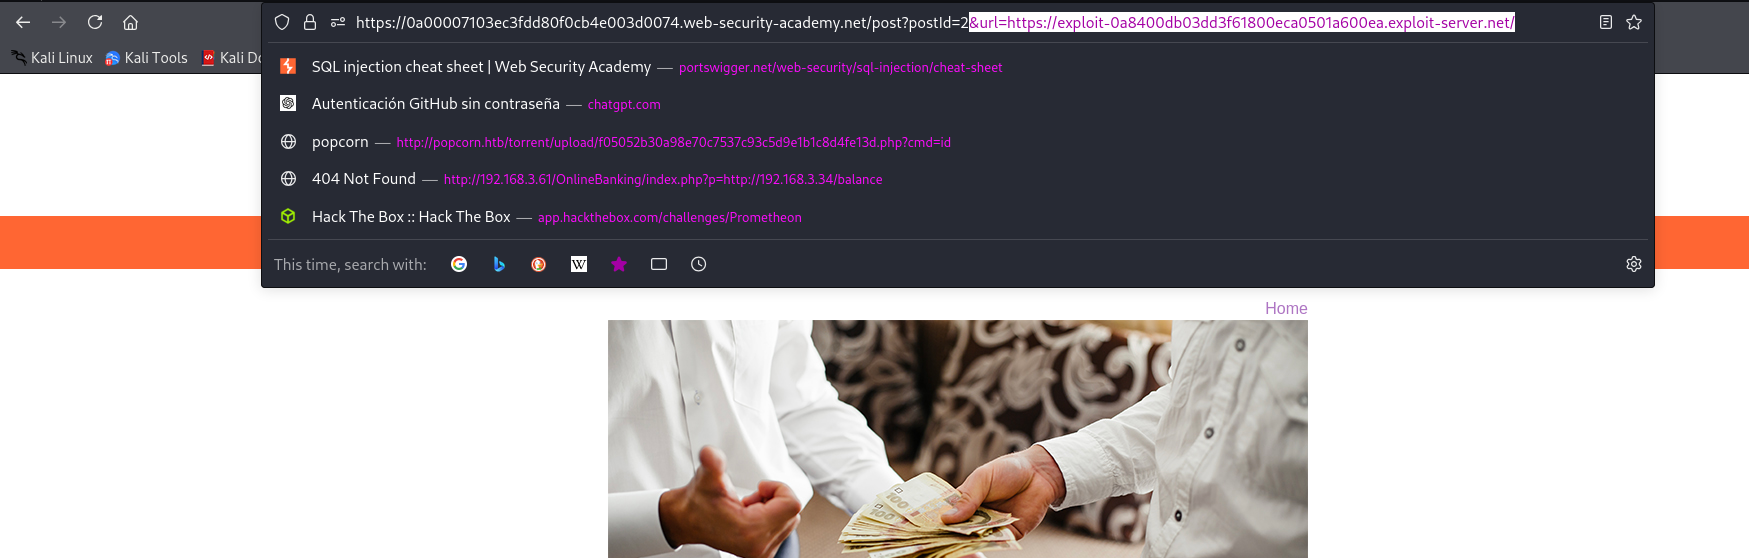 https://0a00007103ec3fdd80f0cb4e003d0074.web-security-academy.net/post?postId=2&url=https://exploit-0a8400db03dd3f61800eca0501a600ea.exploit-server.net/
Kali Linux Kali Tools Kali Do
SQL injection cheat sheet | Web Security Academy — portswigger.net/web-security/sql-injection/cheat-sheet
Autenticación GitHub sin contraseña — chatgpt.com
popcorn — http://popcorn.htb/torrent/upload/f05052b30a98e70c7537c93c5d9e1b1c8d4fe13d.php?cmd=id
404 Not Found — http://192.168.3.61/OnlineBanking/index.php?p=http://192.168.3.34/balance
Hack The Box :: Hack The Box — app.hackthebox.com/challenges/Prometheon
This time, search with:
Home
100
100